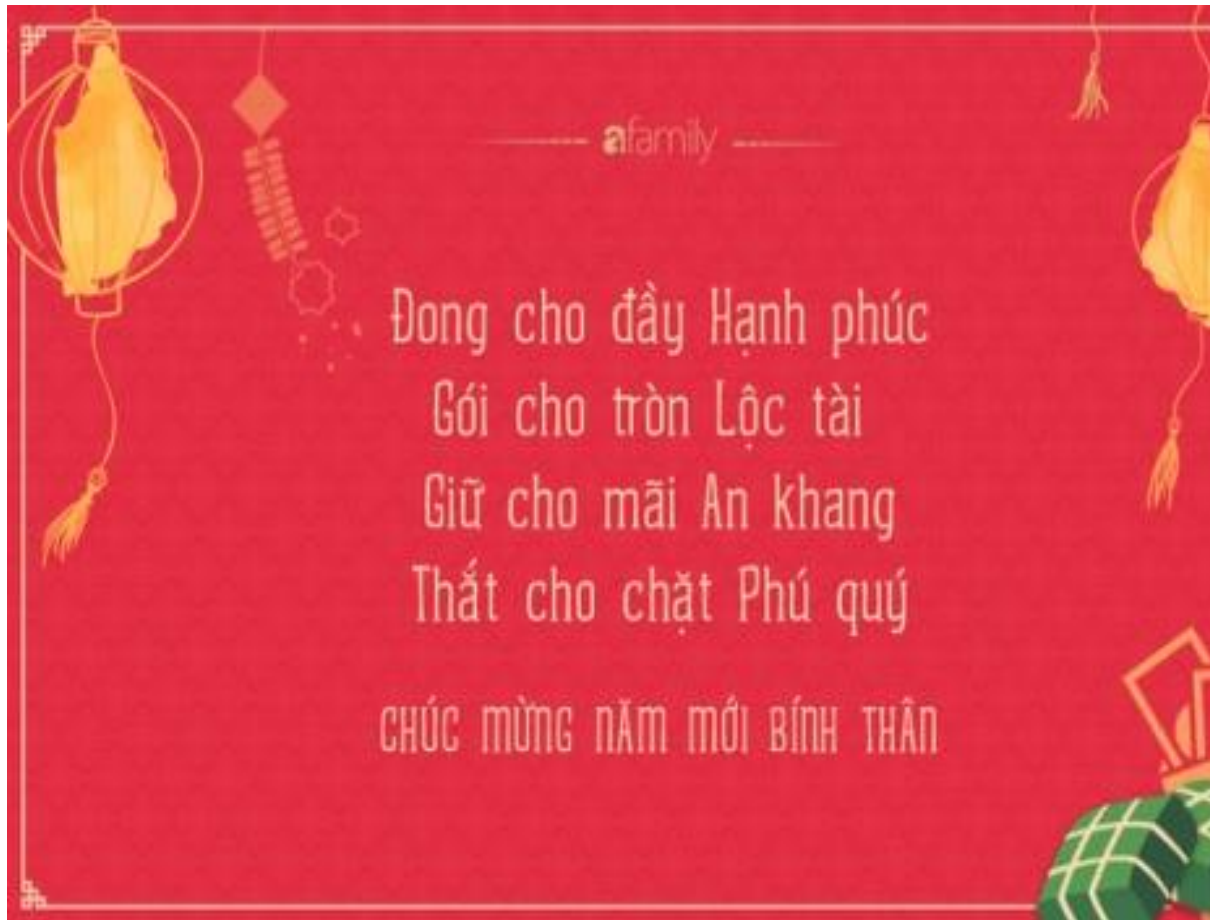 afamily
Đong cho đầy Hạnh phúc
Gói cho tròn Lộc tài
Giữ cho mãi An khang
Thắt cho chặt Phú quý
CHÚC MỪNG NĂM MỚI BÍNH THÂN